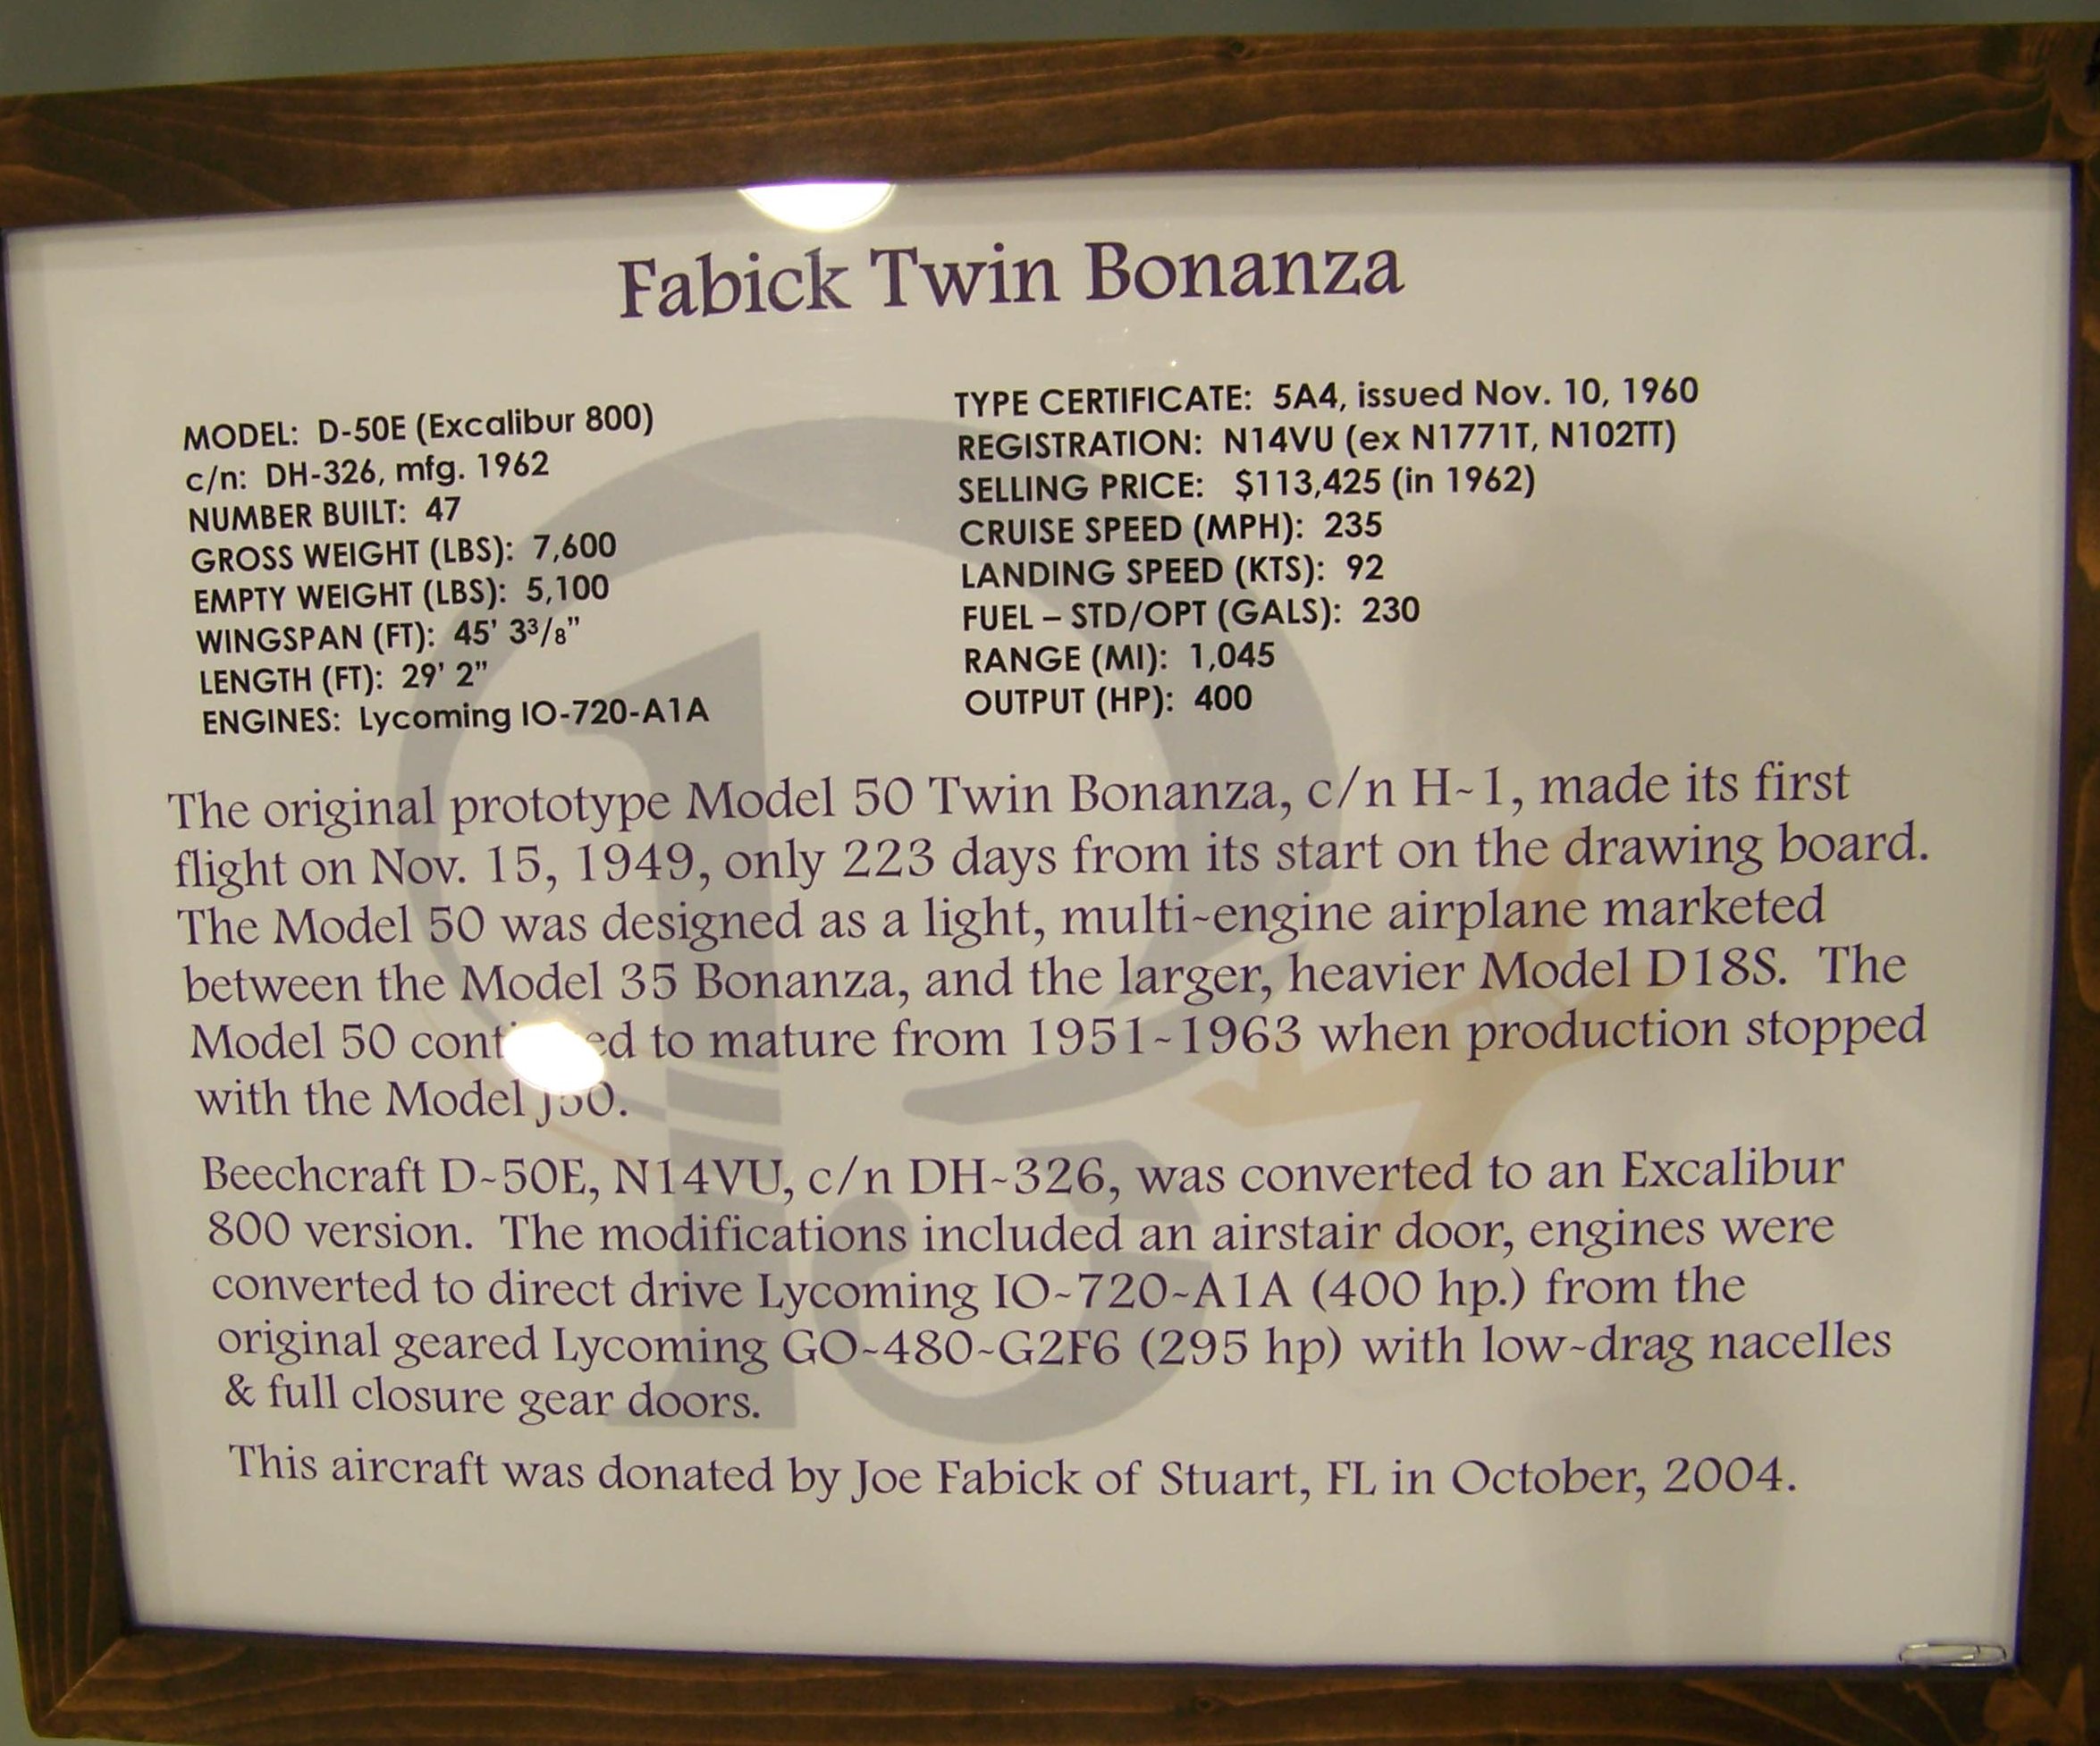 Fabick Twin Bonanza
MODEL: D-50E (Excalibur 800)
c/n: DH-326, mfg. 1962
NUMBER BUILT: 47
GROSS WEIGHT (LBS): 7,600
EMPTY WEIGHT (LBS): 5,100
WINGSPAN (FT): 45' 3³/₈"
LENGTH (FT): 29' 2"
ENGINES: Lycoming IO-720-A1A
TYPE CERTIFICATE: 5A4, issued Nov. 10, 1960
REGISTRATION: N14VU (ex N1771T, N102TT)
SELLING PRICE: $113,425 (in 1962)
CRUISE SPEED (MPH): 235
LANDING SPEED (KTS): 92
FUEL – STD/OPT (GALS): 230
RANGE (MI): 1,045
OUTPUT (HP): 400
The original prototype Model 50 Twin Bonanza, c/n H~1, made its first
flight on Nov. 15, 1949, only 223 days from its start on the drawing board.
The Model 50 was designed as a light, multi~engine airplane marketed
between the Model 35 Bonanza, and the larger, heavier Model D18S. The
Model 50 to mature from 1951~1963 when production stopped
with the Model J50.
Beechcraft D~50E, N14VU, c/n DH~326, was converted to an Excalibur
800 version. The modifications included an airstair door, engines were
converted to direct drive Lycoming IO~720~A1A (400 hp.) from the
original geared Lycoming GO~480~G2F6 (295 hp) with low~drag nacelles
& full closure gear doors.
This aircraft was donated by Joe Fabick of Stuart, FL in October, 2004.